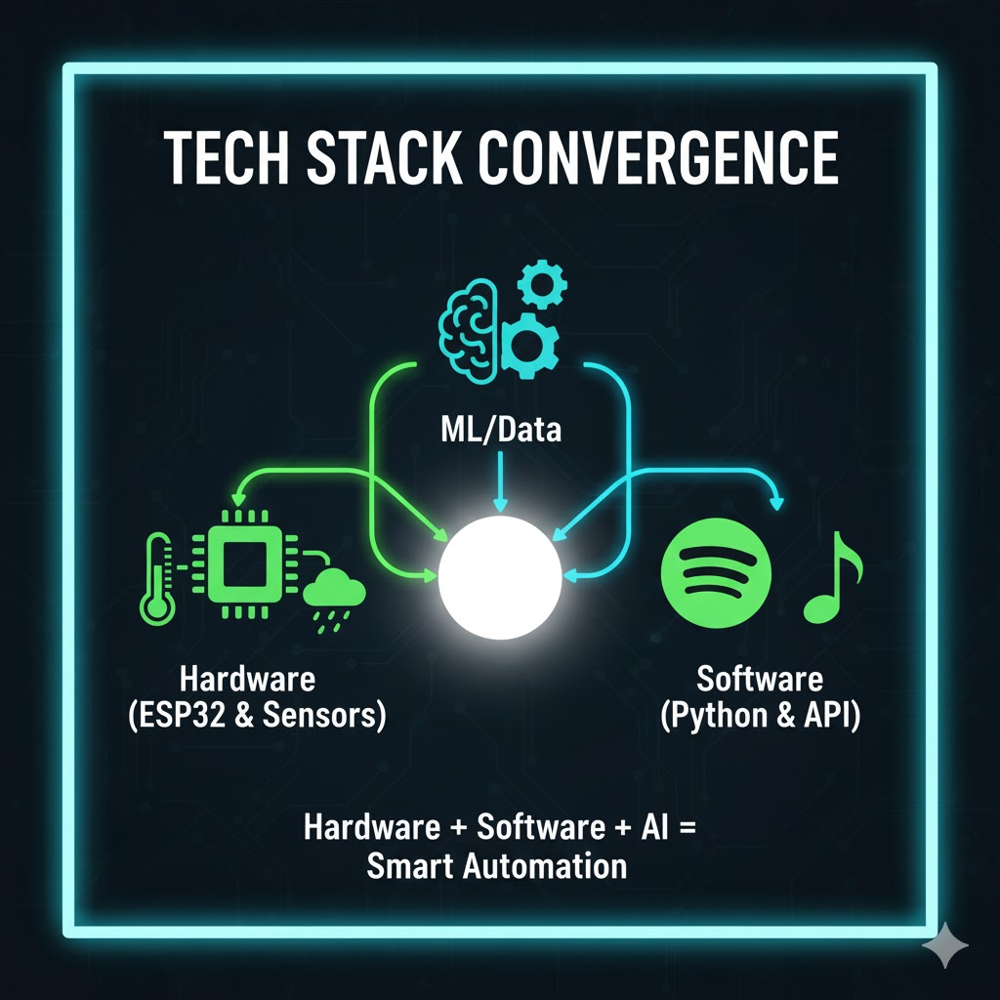 TECH STACK CONVERGENCE
ML/Data
Hardware
(ESP32 & Sensors)
Software
(Python & API)
Hardware + Software + AI =
Smart Automation